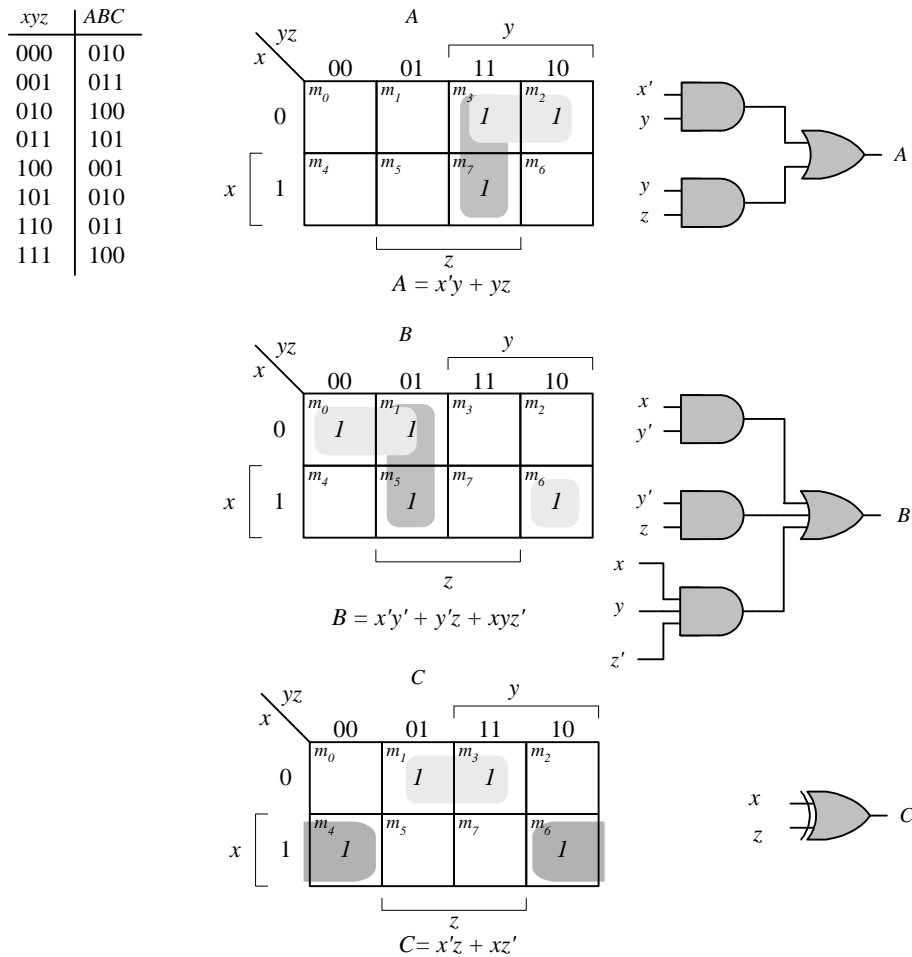 xyz ABC
000 010
001 011
010 100
011 101
100 001
101 010
110 011
111 100
A
yz
x
y
00 01 11 10
0 m0 m1 m3 1 m2 1
x 1 m4 m5 m7 1 m6
z
A = x'y + yz
x'
y
y
z
A
B
yz
x
y
00 01 11 10
0 m0 1 m1 1 m3 m2
x 1 m4 m5 1 m7 m6 1
z
B = x'y' + y'z + xyz'
x
y'
y'
z
x
y
z'
B
C
yz
x
y
00 01 11 10
0 m0 m1 1 m3 1 m2
x 1 m4 1 m5 m7 m6 1
z
C= x'z + xz'
x
z
C